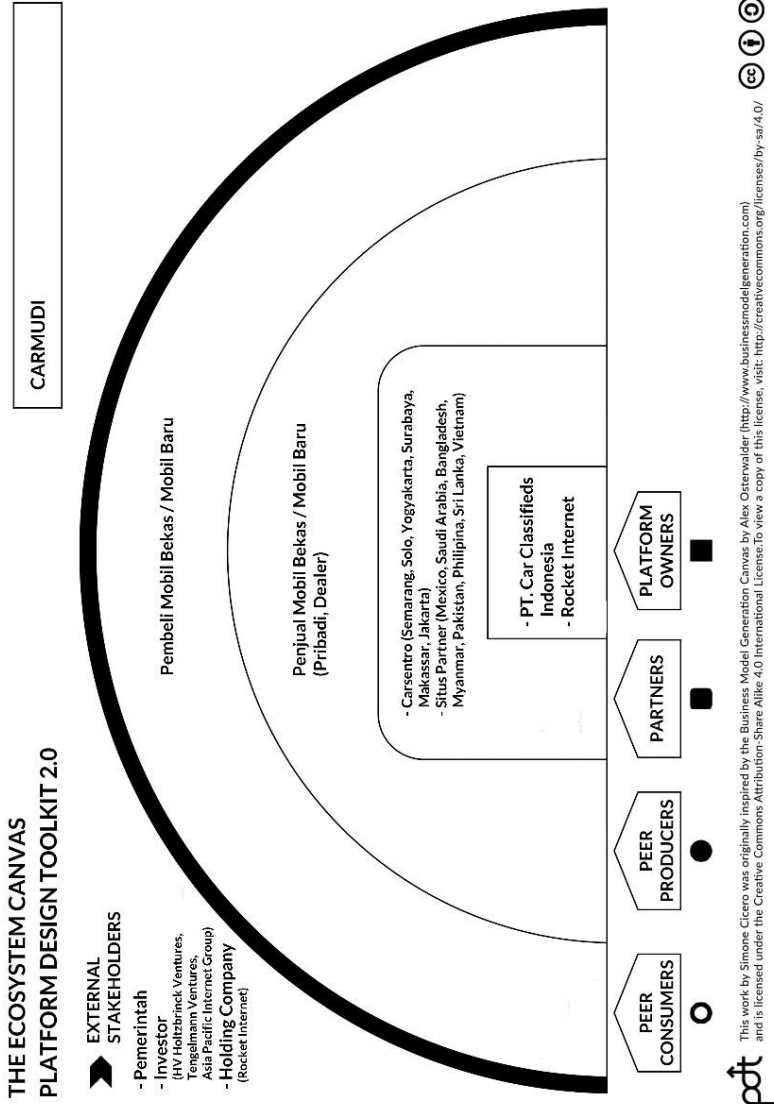 THE ECOSYSTEM CANVAS
PLATFORM DESIGN TOOLKIT 2.0
CARMUDI
EXTERNAL
STAKEHOLDERS
- Pemerintah
- Investor
(HV Holtzbrinck Ventures,
Tengelmann Ventures,
Asia Pacific Internet Group)
- Holding Company
(Rocket Internet)
Pembeli Mobil Bekas / Mobil Baru
Penjual Mobil Bekas / Mobil Baru
(Pribadi, Dealer)
- Carsentro (Semarang, Solo, Yogyakarta, Surabaya,
Makassar, Jakarta)
- Situs Partner (Mexico, Saudi Arabia, Bangladesh,
Myanmar, Pakistan, Philipina, Sri Lanka, Vietnam)
- PT. Car Classifieds
Indonesia
- Rocket Internet
PEER
CONSUMERS
PEER
PRODUCERS
PARTNERS
PLATFORM
OWNERS
pdt
This work by Simone Cicero was originally inspired by the Business Model Generation Canvas by Alex Osterwalder (http://www.businessmodelgeneration.com)
and is licensed under the Creative Commons Attribution-Share Alike 4.0 International License.To view a copy of this license, visit: http://creativecommons.org/licenses/by-sa/4.0/
cc